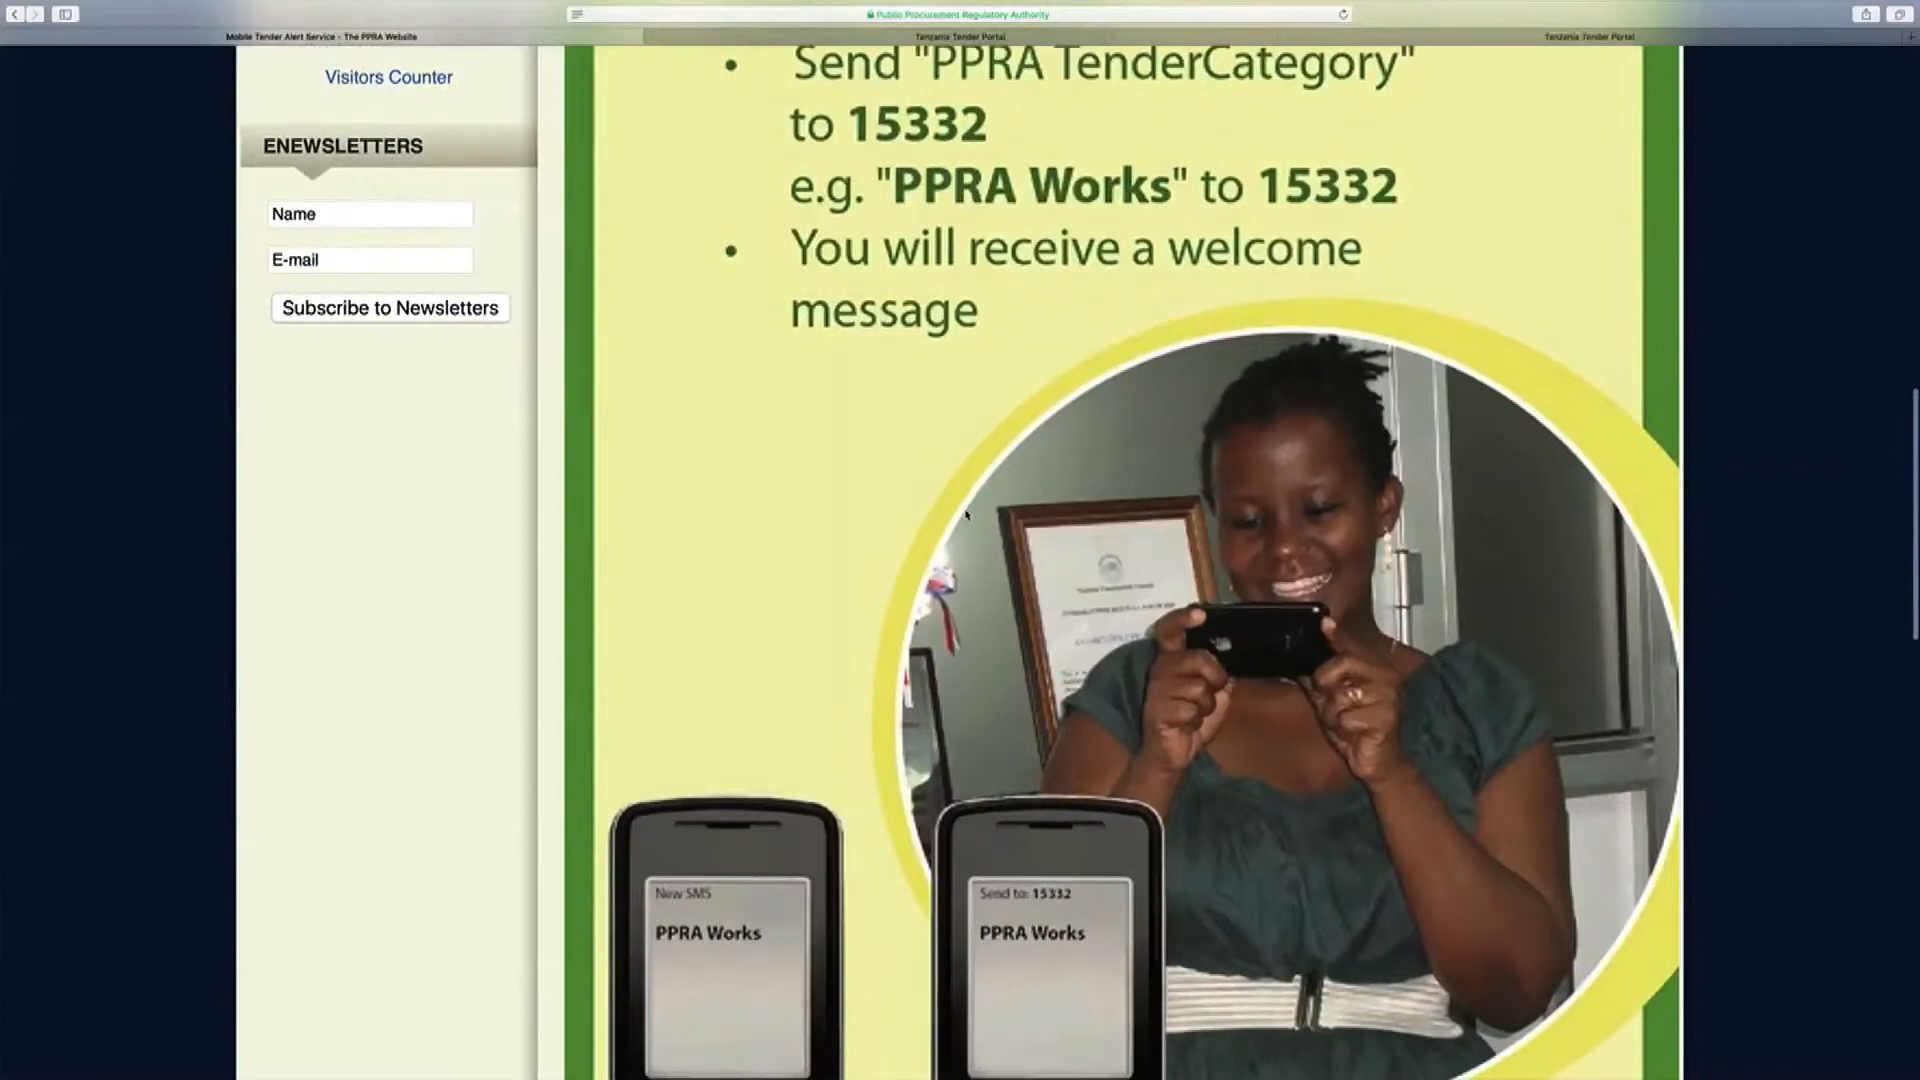 Public Procurement Regulatory Authority
Mobile Tender Alert Service - The PPRA Website
Tanzania Tender Portal
Tanzania Tender Portal
Visitors Counter
ENEWSLETTERS
Name
E-mail
Subscribe to Newsletters
• Send "PPRA TenderCategory"
to 15332
e.g. "PPRA Works" to 15332
• You will receive a welcome
message
New SMS
PPRA Works
Send to: 15332
PPRA Works